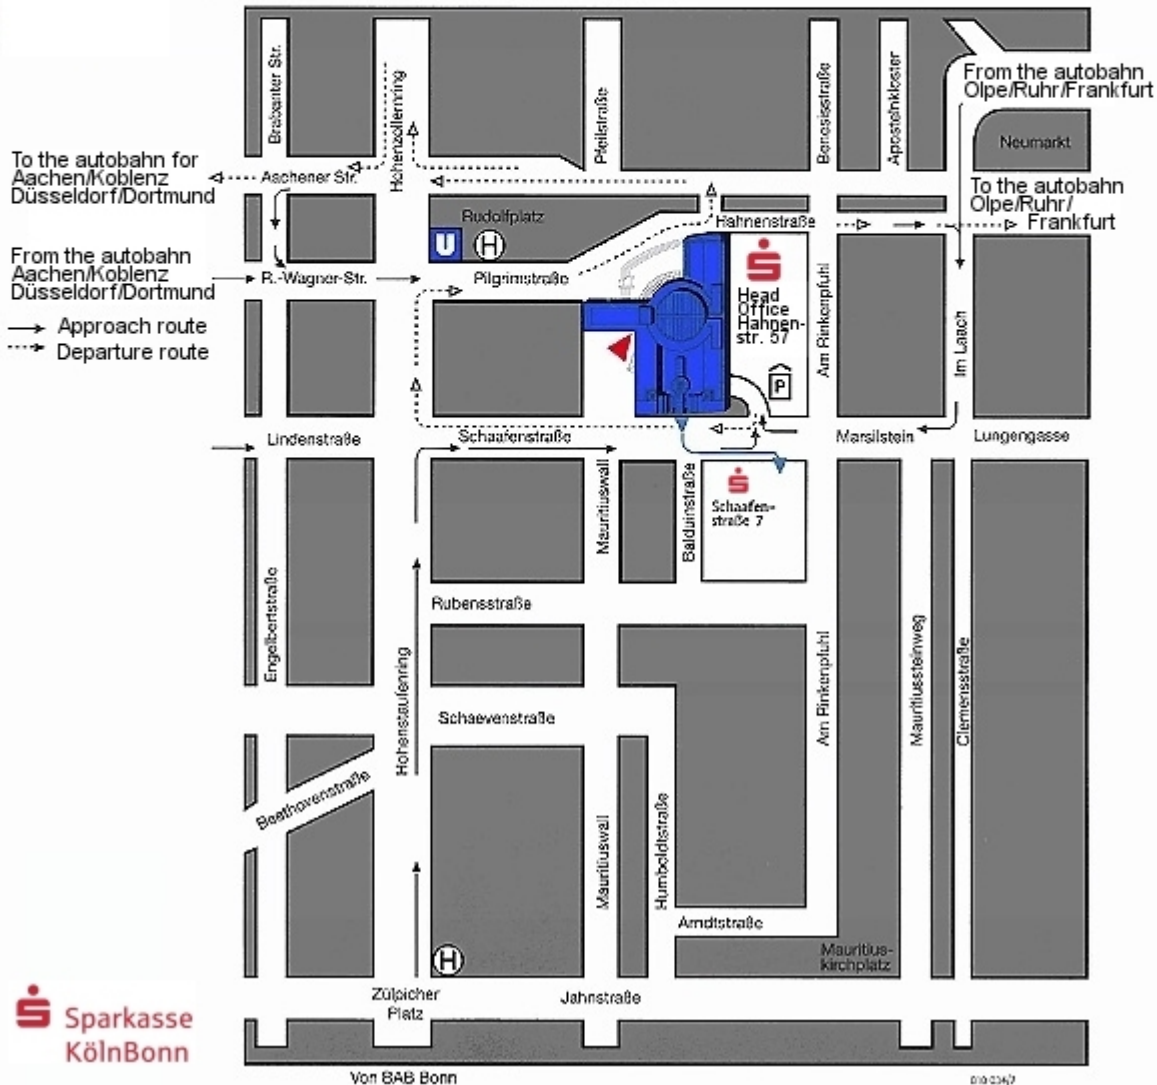 Brabanter Str.
Hohenzollernring
Pfeilstraße
Benesisstraße
Apostelnkloster
From the autobahn
Olpe/Ruhr/Frankfurt
Neumarkt
To the autobahn for
Aachen/Koblenz
Düsseldorf/Dortmund
Aachener Str.
To the autobahn
Olpe/Ruhr/
Frankfurt
Rudolfplatz
Hahnenstraße
U
H
From the autobahn
Aachen/Koblenz
Düsseldorf/Dortmund
R.-Wagner-Str.
Pilgrimstraße
Head
Office
Hahnen-
str. 57
Am Rinkenpfuhl
Im Laach
Approach route
Departure route
P
Lindenstraße
Schaafenstraße
Marsilstein
Lungengasse
Mauritiuswall
Balduinstraße
Schaafen-
straße 7
Engelbertstraße
Rubensstraße
Hohenstaufenring
Schaevenstraße
Am Rinkenpfuhl
Mauritiussteinweg
Clemensstraße
Beethovenstraße
Mauritiuswall
Humboldtstraße
Arndtstraße
Mauritius-
kirchplatz
H
Zülpicher
Platz
Jahnstraße
Sparkasse
KölnBonn
Von BAB Bonn